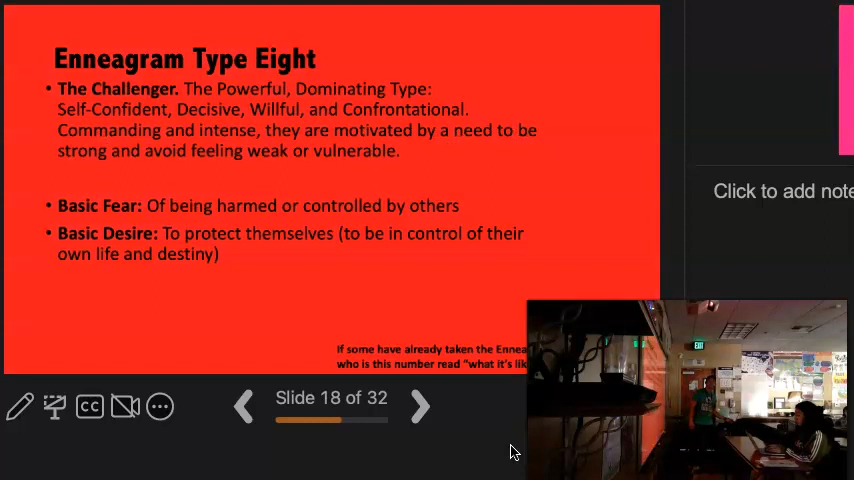 Enneagram Type Eight
• The Challenger. The Powerful, Dominating Type:
Self-Confident, Decisive, Willful, and Confrontational.
Commanding and intense, they are motivated by a need to be
strong and avoid feeling weak or vulnerable.
• Basic Fear: Of being harmed or controlled by others
• Basic Desire: To protect themselves (to be in control of their
own life and destiny)
If some have already taken the Ennea
who is this number read "what it's lik
Click to add note
CC
Slide 18 of 32
EXIT